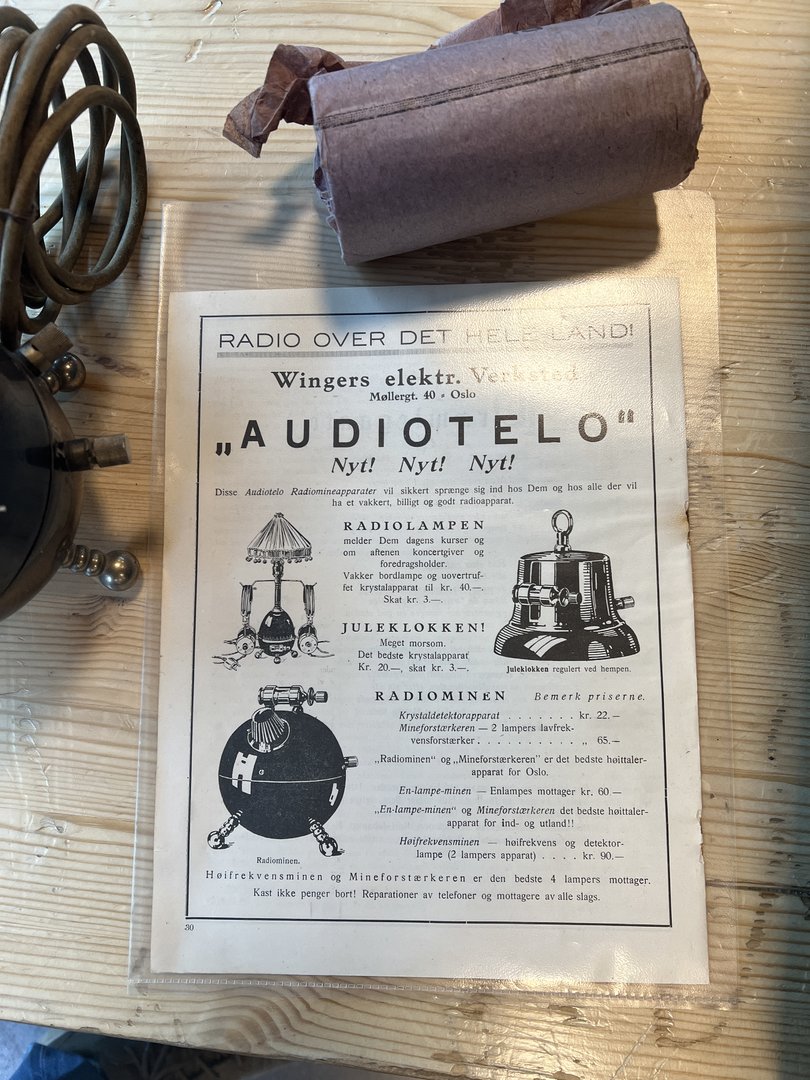 RADIO OVER DET HELE LAND!
Wingers elektr. Verksted
Møllergt. 40 - Oslo
„AUDIOTELO“
Nyt! Nyt! Nyt!
Disse Audiotelo Radiomineapparater vil sikkert sprænge sig ind hos Dem og hos alle der vil
ha et vakkert, billigt og godt radioapparat.
RADIOLAMPEN
melder Dem dagens kurser og
om aftenen koncertgiver og
foredragsholder.
Vakker bordlampe og uovertruf-
fet krystalapparat til kr. 40.—.
Skat kr. 3.—.
JULEKLOKKEN!
Meget morsom.
Det bedste krystalapparat
Kr. 20.—, skat kr. 3.—.
Juleklokken regulert ved hempen.
RADIOMINEN Bemerk priserne.
Krystaldetektorapparat . . . . . . . kr. 22.—
Mineforstærkeren — 2 lampers lavfrek-
vensforstærker . . . . . . . . . . . „ 65.—
„Radiominen“ og „Mineforstærkeren“ er det bedste høittaler-
apparat for Oslo.
En-lampe-minen — Enlampes mottager kr. 60.—
„En-lampe-minen“ og Mineforstærkeren det bedste høittaler-
apparat for ind- og utland!!
Høifrekvensminen — høifrekvens og detektor-
lampe (2 lampers apparat) . . . . kr. 90.—
Radiominen.
Høifrekvensminen og Mineforstærkeren er den bedste 4 lampers mottager.
Kast ikke penger bort! Reparationer av telefoner og mottagere av alle slags.
30